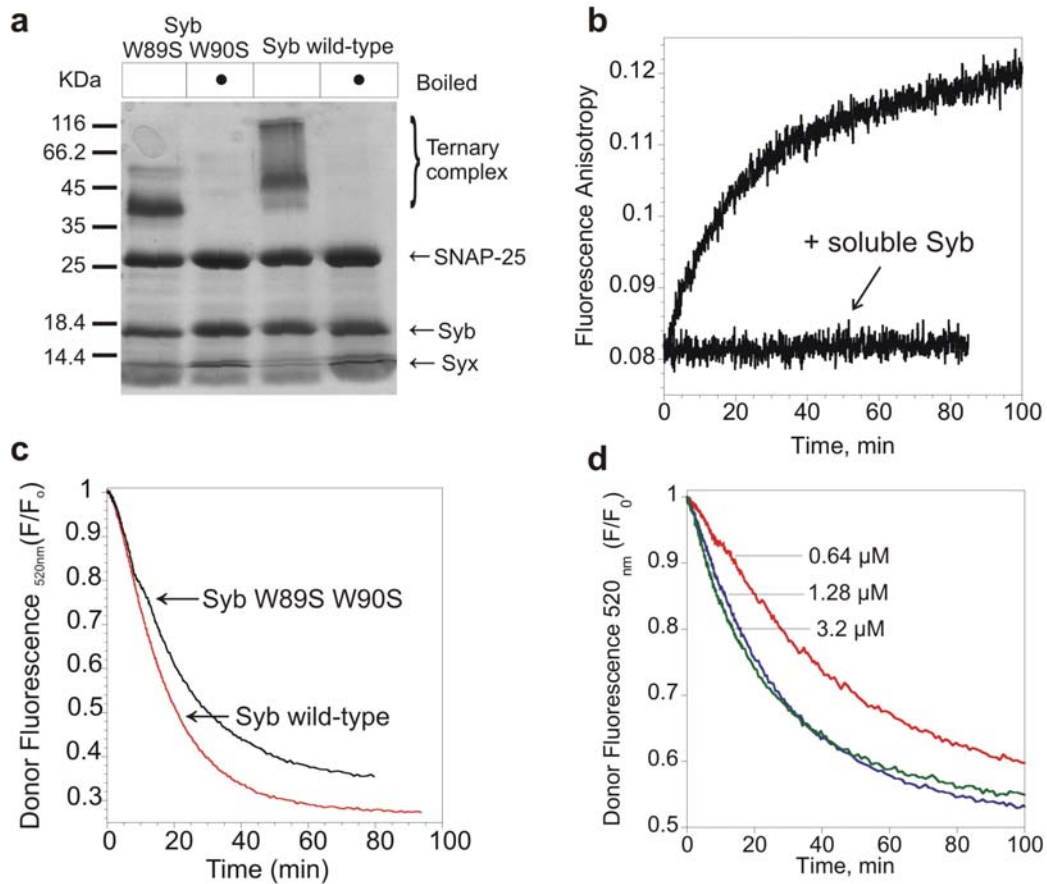 a
Syb
W89S W90S Syb wild-type
KDa
Boiled
116
66.2
45
35
25
18.4
14.4
Ternary
complex
←SNAP-25
←Syb
←Syx
b
Fluorescence Anisotropy
0.12
0.11
0.1
0.09
0.08
+ soluble Syb
0 20 40 60 80 100
Time, min
c
Donor Fluorescence 520nm(F/Fo)
1
0.9
0.8
0.7
0.6
0.5
0.4
0.3
Syb W89S W90S
Syb wild-type
0 20 40 60 80 100
Time (min)
d
Donor Fluorescence 520 nm (F/F0)
1
0.9
0.8
0.7
0.6
0.5
0.64 µM
1.28 µM
3.2 µM
0 20 40 60 80 100
Time, min